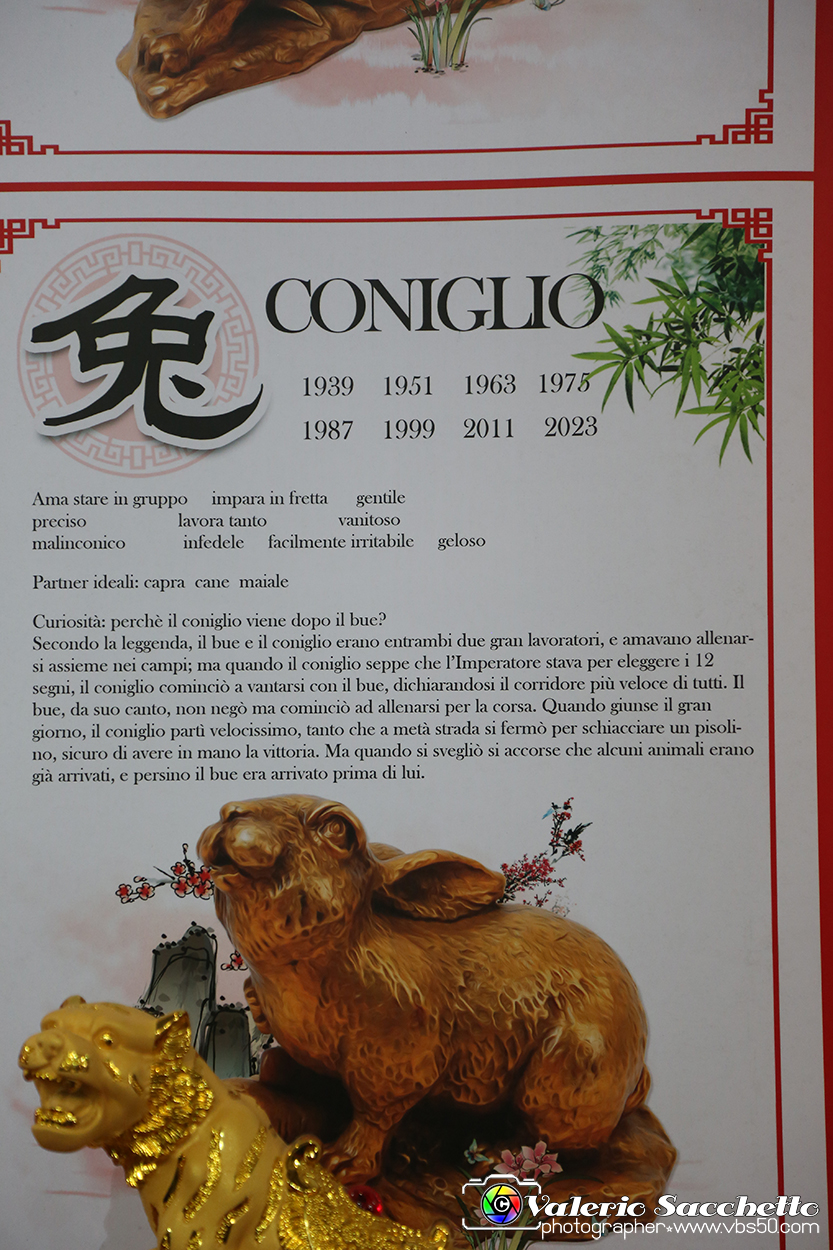 兔
CONIGLIO
1939 1951 1963 1975
1987 1999 2011 2023
Ama stare in gruppo impara in fretta gentile
preciso lavora tanto vanitoso
malinconico infedele facilmente irritabile geloso
Partner ideali: capra cane maiale
Curiosità: perchè il coniglio viene dopo il bue?
Secondo la leggenda, il bue e il coniglio erano entrambi due gran lavoratori, e amavano allenar-
si assieme nei campi; ma quando il coniglio seppe che l'Imperatore stava per eleggere i 12
segni, il coniglio cominciò a vantarsi con il bue, dichiarandosi il corridore più veloce di tutti. Il
bue, da suo canto, non negò ma cominciò ad allenarsi per la corsa. Quando giunse il gran
giorno, il coniglio partì velocissimo, tanto che a metà strada si fermò per schiacciare un pisoli-
no, sicuro di avere in mano la vittoria. Ma quando si svegliò si accorse che alcuni animali erano
già arrivati, e persino il bue era arrivato prima di lui.
© Valerio Sacchetto
photographer★www.vbs50.com